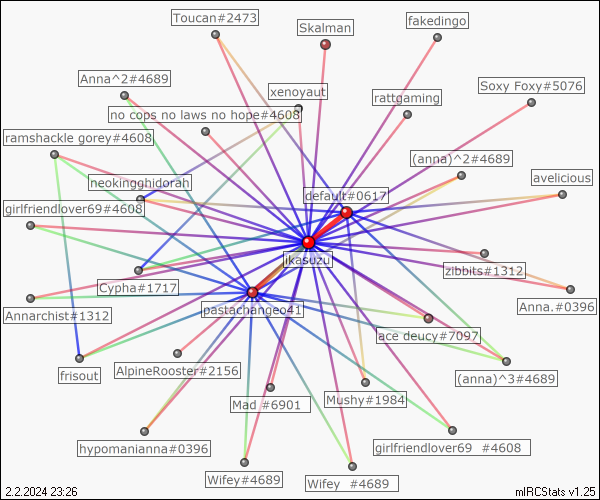 Toucan#2473
Skalman
fakedingo
Anna^2#4689
xenoyaut
rattgaming
Soxy Foxy#5076
no cops no laws no hope#4608
ramshackle gorey#4608
(anna)^2#4689
neokingghidorah
avelicious
default#0617
girlfriendlover69#4608
jikasuzu
zibbits#1312
Cypha#1717
Anna.#0396
Annarchist#1312
pastachangeo41
ace deucy#7097
frisout
AlpineRooster#2156
(anna)^3#4689
Mad #6901
Mushy#1984
hypomanianna#0396
girlfriendlover69 #4608
Wifey#4689
Wifey #4689
2.2.2024 23:26
mIRCStats v1.25